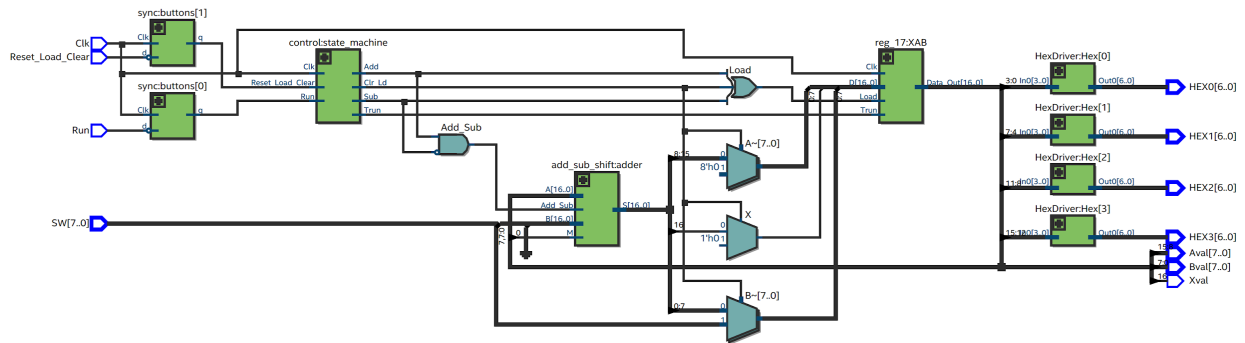 sync:buttons[1]
Clk
Clk
q
Reset_Load_Clear
d
sync:buttons[0]
Clk
q
Run
d
control:state_machine
Clk
Add
Reset_Load_Clear
Clr_Ld
Run
Sub
Trun
Load
Add_Sub
add_sub_shift:adder
A[16..0]
Add_Sub
S[16..0]
B[16..0]
M
SW[7..0]
7,7:0
0
A~[7..0]
8:15
0
8'h0
1
X
16
0
1'h0
1
B~[7..0]
0:7
0
1
reg_17:XAB
Clk
D[16..0]
Data_Out[16..0]
Load
Trun
HexDriver:Hex[0]
3:0
In0[3..0]
Out0[6..0]
HEX0[6..0]
HexDriver:Hex[1]
7:4
In0[3..0]
Out0[6..0]
HEX1[6..0]
HexDriver:Hex[2]
In0[3..0]
Out0[6..0]
HEX2[6..0]
HexDriver:Hex[3]
In0[3..0]
Out0[6..0]
HEX3[6..0]
Aval[7..0]
Bval[7..0]
16
Xval